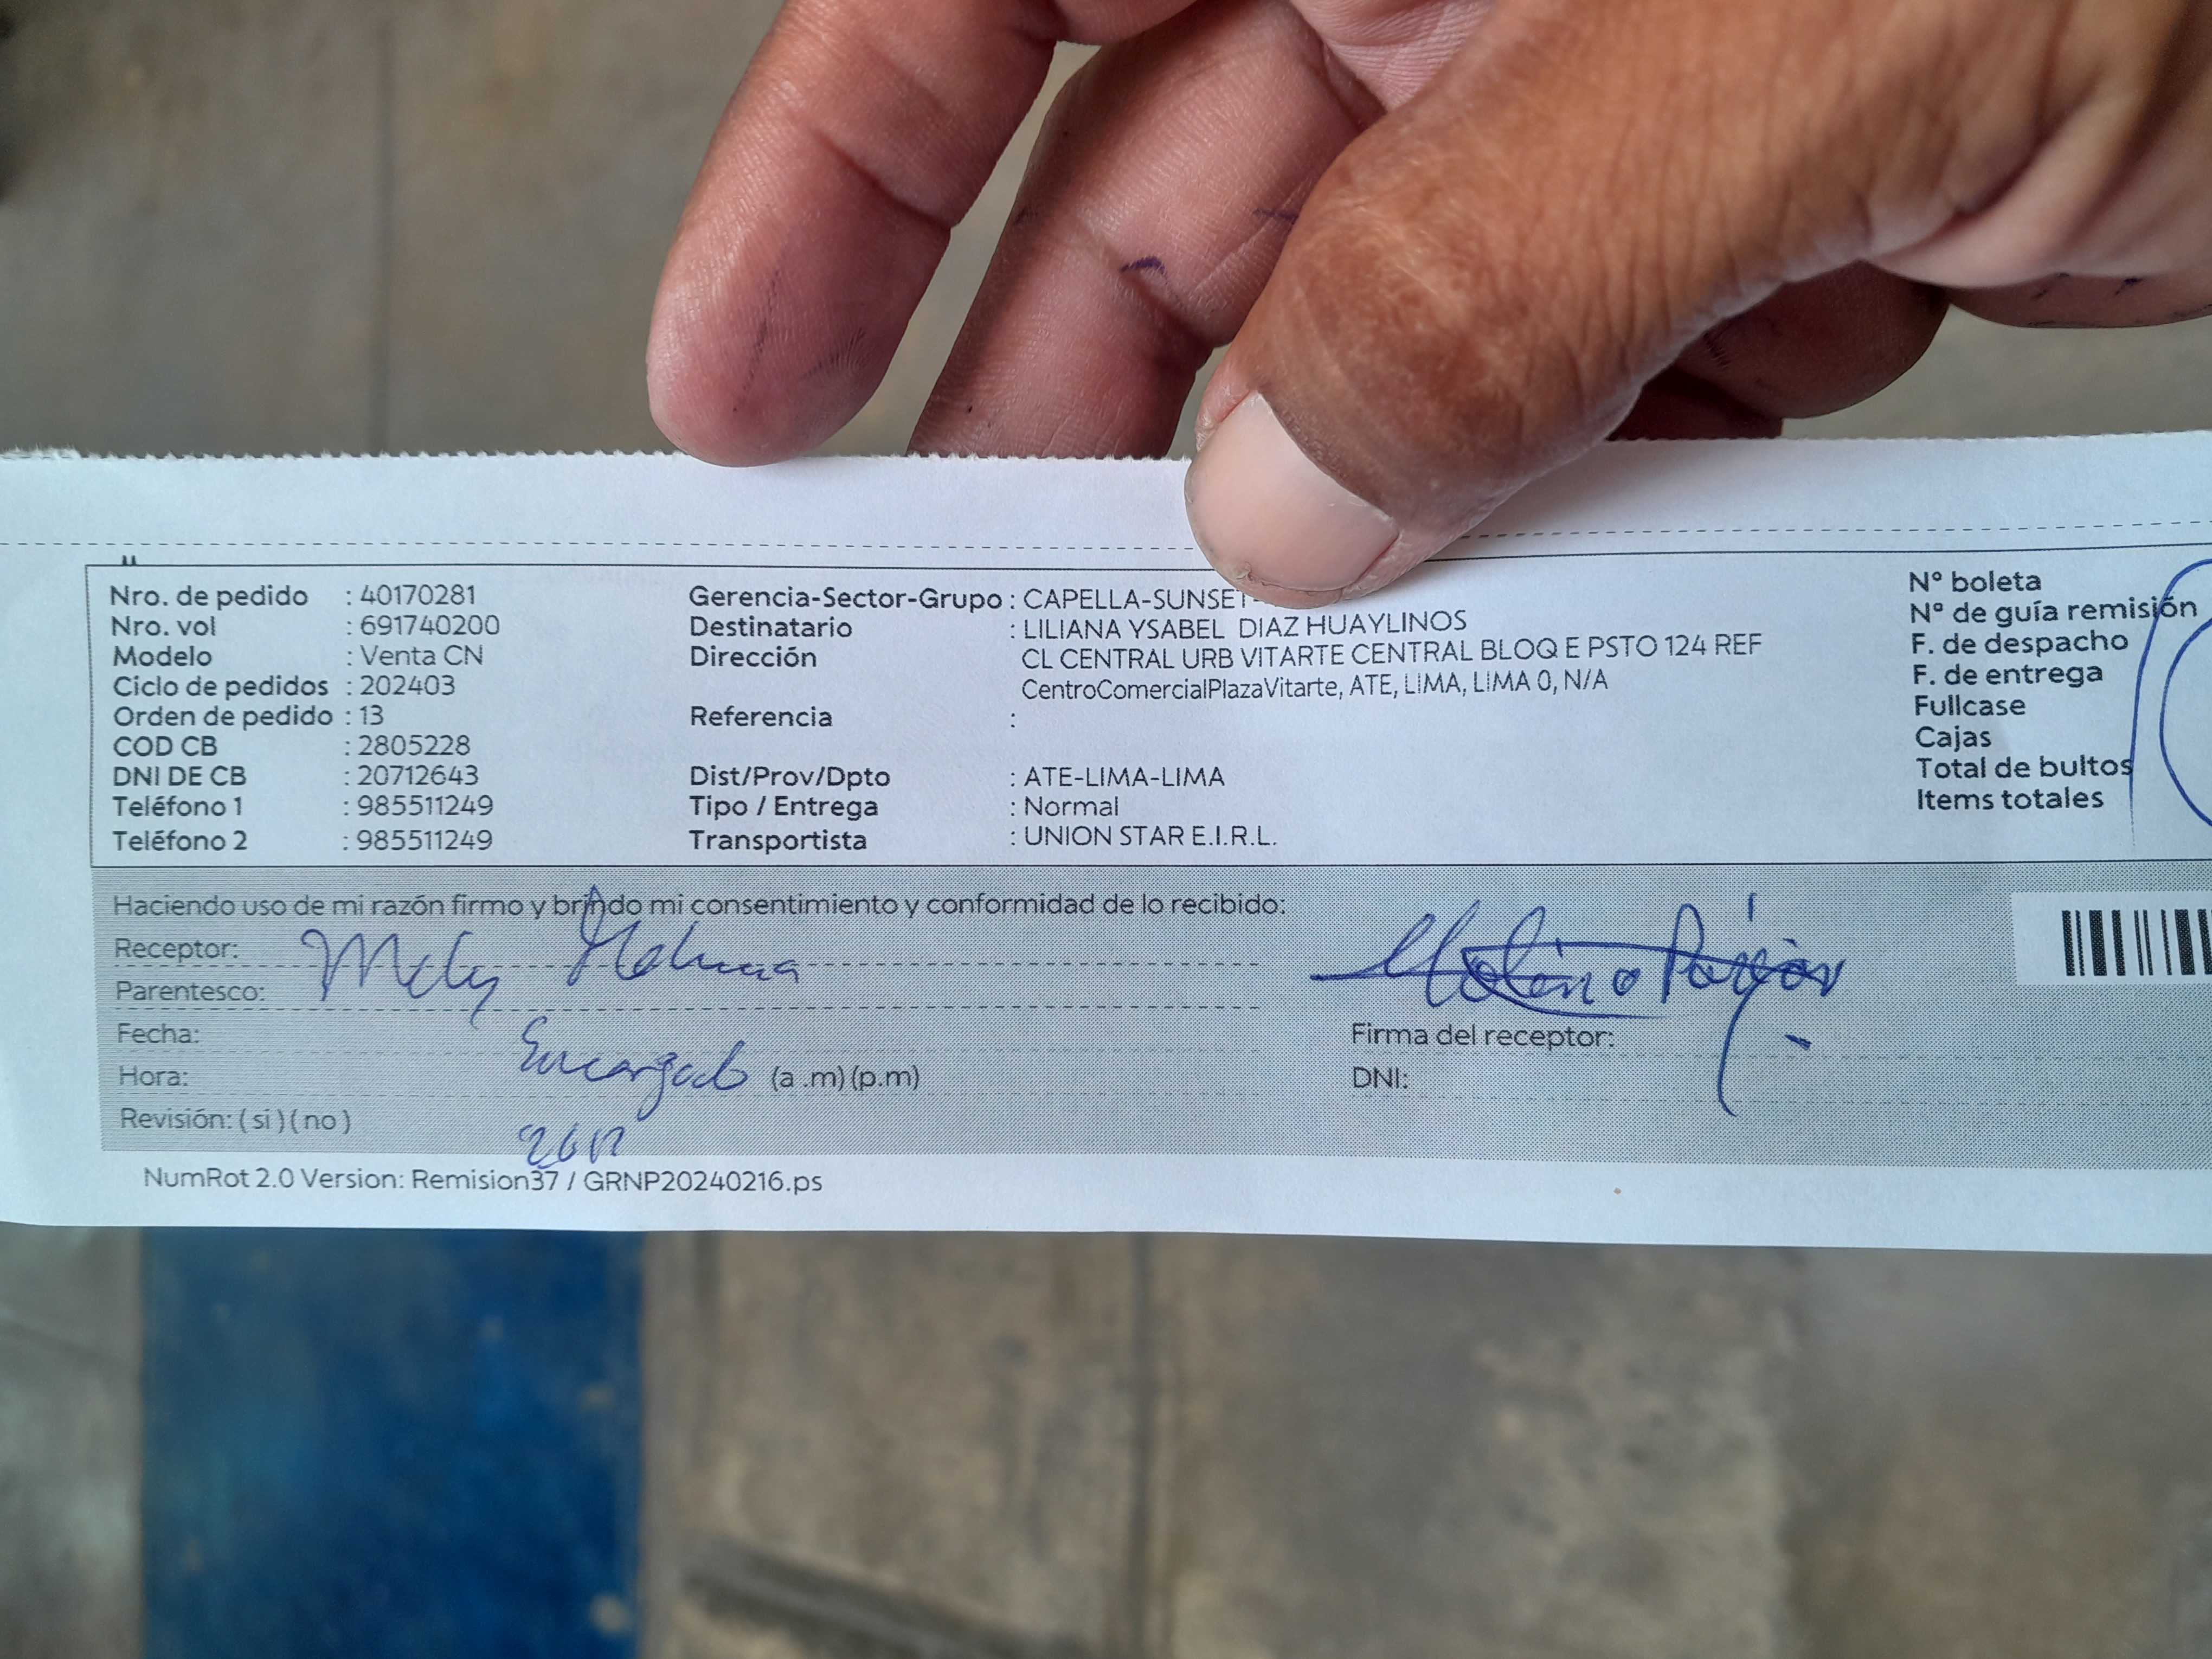 Nro. de pedido : 40170281
Nro. vol : 691740200
Modelo : Venta CN
Ciclo de pedidos : 202403
Orden de pedido : 13
COD CB : 2805228
DNI DE CB : 20712643
Teléfono 1 : 985511249
Teléfono 2 : 985511249
Gerencia-Sector-Grupo : CAPELLA-SUNSET-
Destinatario : LILIANA YSABEL DIAZ HUAYLINOS
Dirección CL CENTRAL URB VITARTE CENTRAL BLOQ E PSTO 124 REF
CentroComercialPlazaVitarte, ATE, LIMA, LIMA 0, N/A
Referencia :
Dist/Prov/Dpto : ATE-LIMA-LIMA
Tipo / Entrega : Normal
Transportista : UNION STAR E.I.R.L.
Nº boleta
Nº de guía remisión
F. de despacho
F. de entrega
Fullcase
Cajas
Total de bultos
Items totales
Haciendo uso de mi razón firmo y brindo mi consentimiento y conformidad de lo recibido:
Receptor: Mely
Parentesco:
Fecha: Encargado
Hora: (a .m) (p.m)
Revisión: ( si ) ( no )
Firma del receptor:
DNI:
NumRot 2.0 Version: Remision37 / GRNP20240216.ps